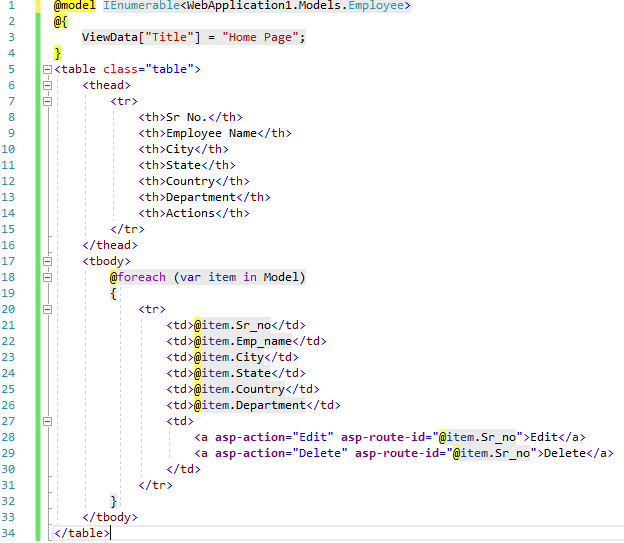 1 @model IEnumerable<WebApplication1.Models.Employee>
2 @{
3     ViewData["Title"] = "Home Page";
4 }
5 <table class="table">
6     <thead>
7         <tr>
8             <th>Sr No.</th>
9             <th>Employee Name</th>
10             <th>City</th>
11             <th>State</th>
12             <th>Country</th>
13             <th>Department</th>
14             <th>Actions</th>
15         </tr>
16     </thead>
17     <tbody>
18         @foreach (var item in Model)
19         {
20             <tr>
21                 <td>@item.Sr_no</td>
22                 <td>@item.Emp_name</td>
23                 <td>@item.City</td>
24                 <td>@item.State</td>
25                 <td>@item.Country</td>
26                 <td>@item.Department</td>
27                 <td>
28                     <a asp-action="Edit" asp-route-id="@item.Sr_no">Edit</a>
29                     <a asp-action="Delete" asp-route-id="@item.Sr_no">Delete</a>
30                 </td>
31             </tr>
32         }
33     </tbody>
34 </table>